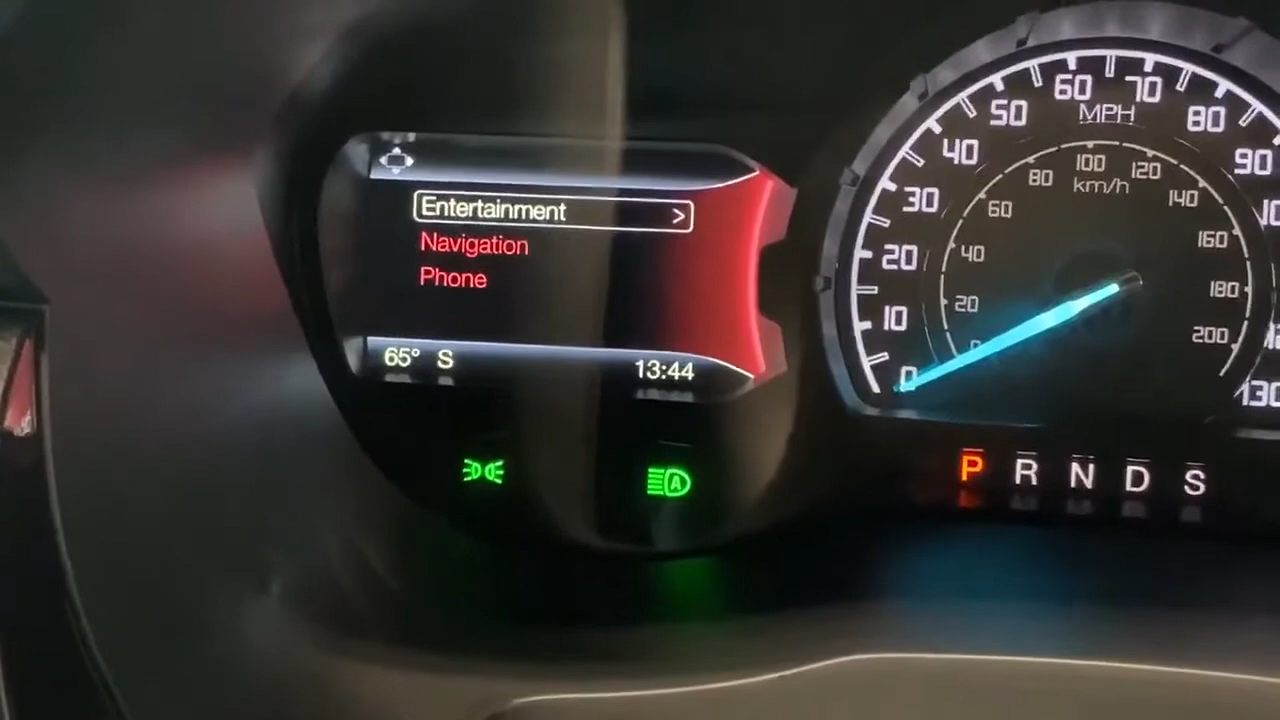 Entertainment >
Navigation
Phone
65° S 13:44
0 10 20 30 40 50 60 70 80 90
130
MPH
20 40 60 80 100 120 140 160 180 200
km/h
P R N D S
A